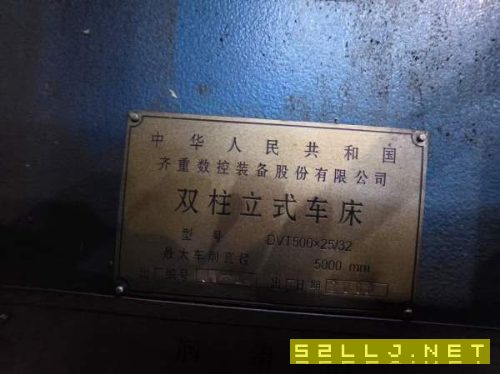 中华人民共和国
齐重数控装备股份有限公司
双柱立式车床
型号 DVT500×25/32
最大车削直径 5000 mm
出厂编号 出厂日期
52LLJ.NET